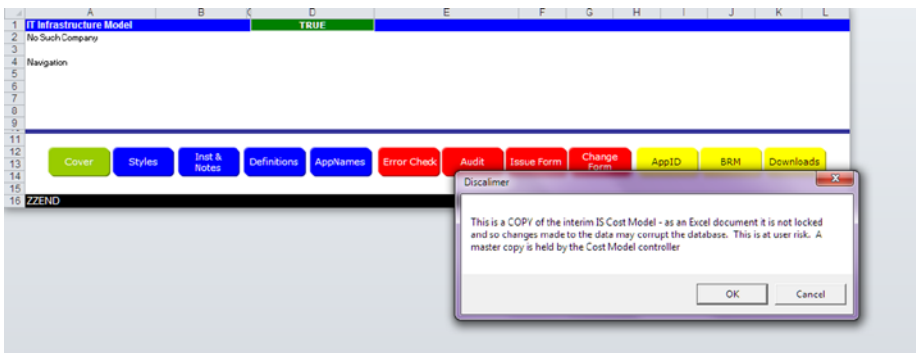 A B C D E F G H I J K L
1 IT Infrastructure Model TRUE
2 No Such Company
3
4 Navigation
5
6
7
8
9
11
12
13
14
15
16 ZZEND
Cover Styles Inst & Notes Definitions AppNames Error Check Audit Issue Form Change Form AppID BRM Downloads
Discalimer
This is a COPY of the interim IS Cost Model - as an Excel document it is not locked
and so changes made to the data may corrupt the database. This is at user risk. A
master copy is held by the Cost Model controller
OK Cancel